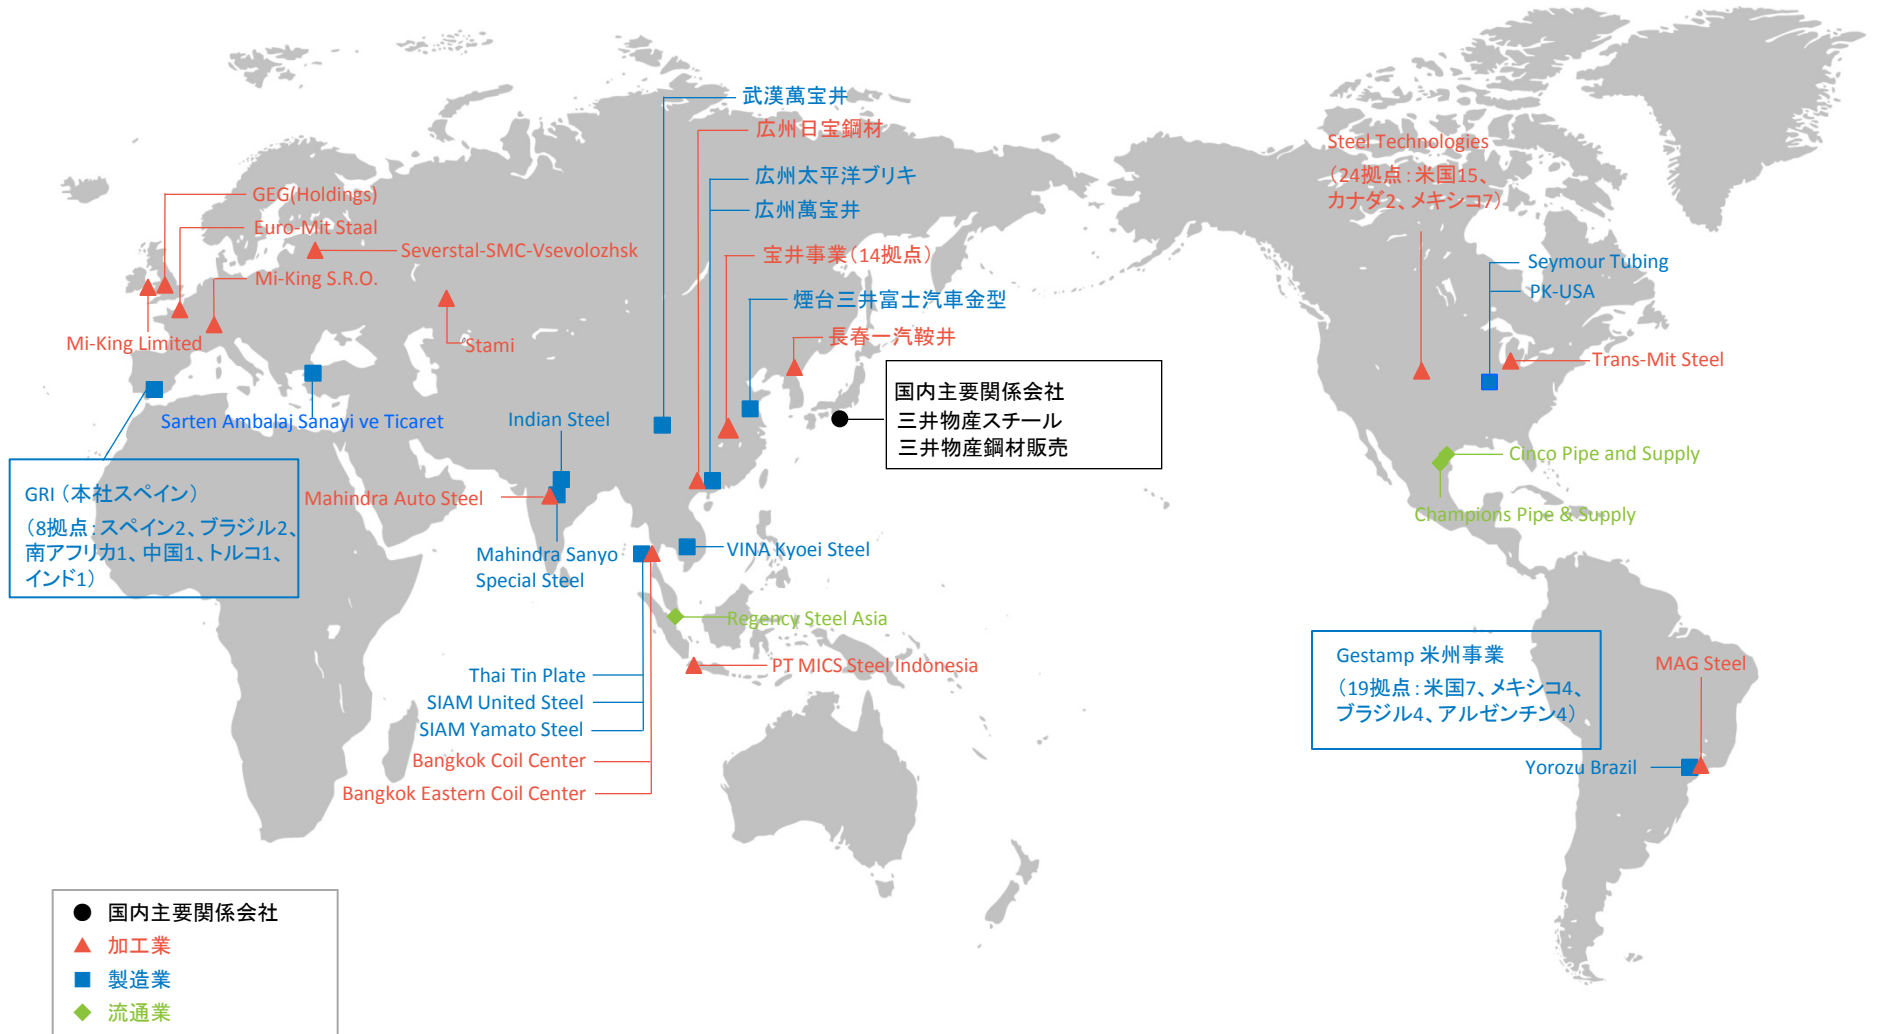 武漢萬宝井
広州日宝鋼材
広州太平洋ブリキ
広州萬宝井
宝井事業(14拠点)
煙台三井富士汽車金型
長春一汽鞍井
GEG(Holdings)
Euro-Mit Staal
Severstal-SMC-Vsevolozhsk
Mi-King S.R.O.
Mi-King Limited
Stami
Sarten Ambalaj Sanayi ve Ticaret
国内主要関係会社
三井物産スチール
三井物産鋼材販売
Steel Technologies
(24拠点:米国15、
カナダ2、メキシコ7)
Seymour Tubing
PK-USA
Trans-Mit Steel
Cinco Pipe and Supply
Champions Pipe & Supply
GRI (本社スペイン)
(8拠点:スペイン2、ブラジル2、
南アフリカ1、中国1、トルコ1、
インド1)
Indian Steel
Mahindra Auto Steel
Mahindra Sanyo
Special Steel
VINA Kyoei Steel
Regency Steel Asia
PT MICS Steel Indonesia
Thai Tin Plate
SIAM United Steel
SIAM Yamato Steel
Bangkok Coil Center
Bangkok Eastern Coil Center
Gestamp 米州事業
(19拠点:米国7、メキシコ4、
ブラジル4、アルゼンチン4)
MAG Steel
Yorozu Brazil
国内主要関係会社
加工業
製造業
流通業